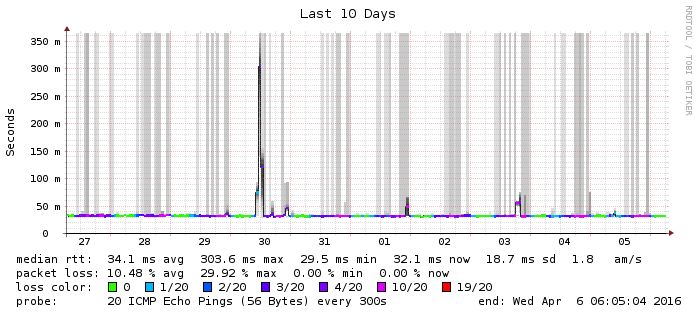 Last 10 Days
RRDTOOL / TOBI OETIKER
Seconds
350 m
300 m
250 m
200 m
150 m
100 m
50 m
0
27 28 29 30 31 01 02 03 04 05
median rtt: 34.1 ms avg 303.6 ms max 29.5 ms min 32.1 ms now 18.7 ms sd 1.8 am/s
packet loss: 10.48 % avg 29.92 % max 0.00 % min 0.00 % now
loss color: 0 1/20 2/20 3/20 4/20 10/20 19/20
probe: 20 ICMP Echo Pings (56 Bytes) every 300s end: Wed Apr 6 06:05:04 2016